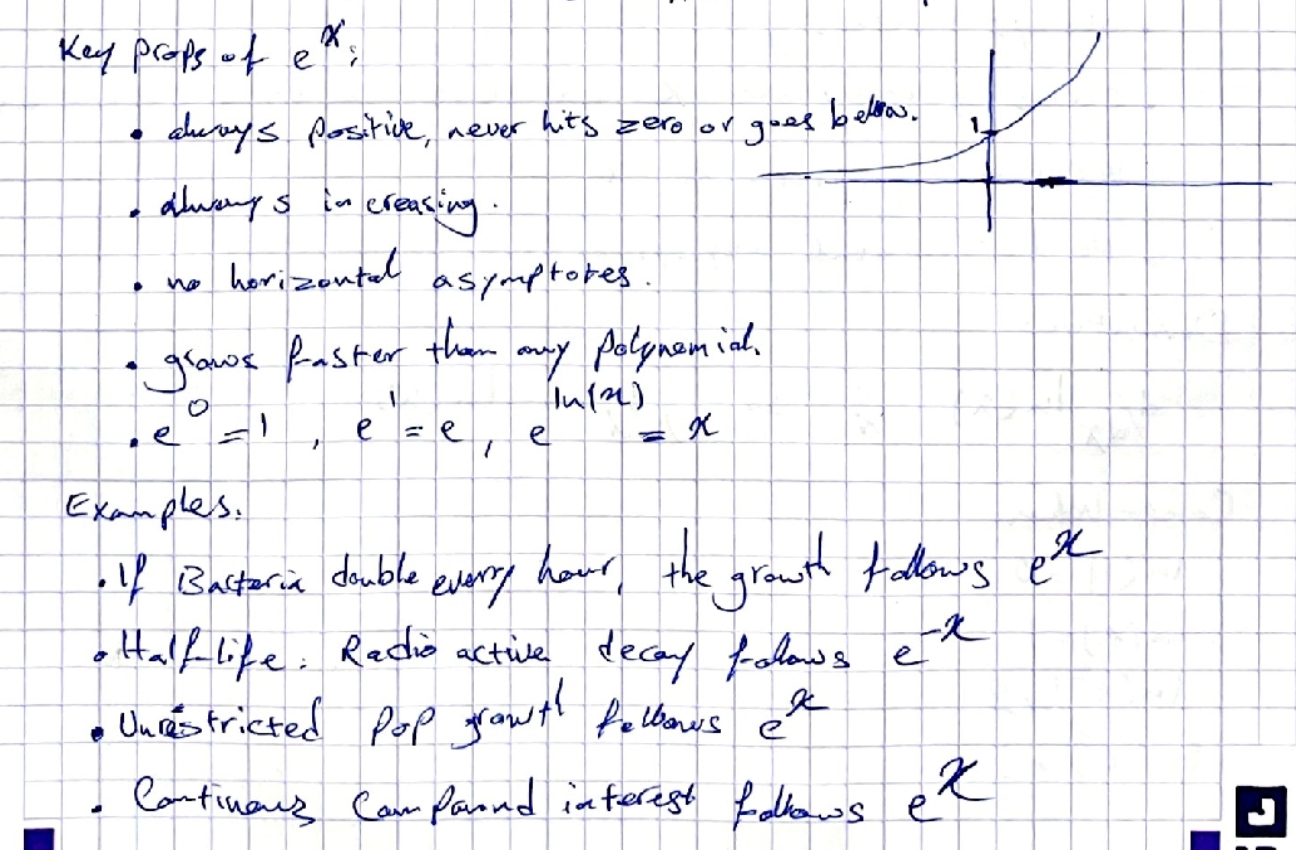 Key props of e^x:
• always positive, never hits zero or goes below.
1
• always increasing.
• no horizontal asymptotes.
• grows faster than any polynomial.
• e^0 = 1, e^1 = e, e^ln(x) = x
Examples:
• If Bacteria double every hour, the growth follows e^x
• Half-life: Radio active decay follows e^-x
• Unrestricted pop growth follows e^x
• Continous Compound interest follows e^x
J